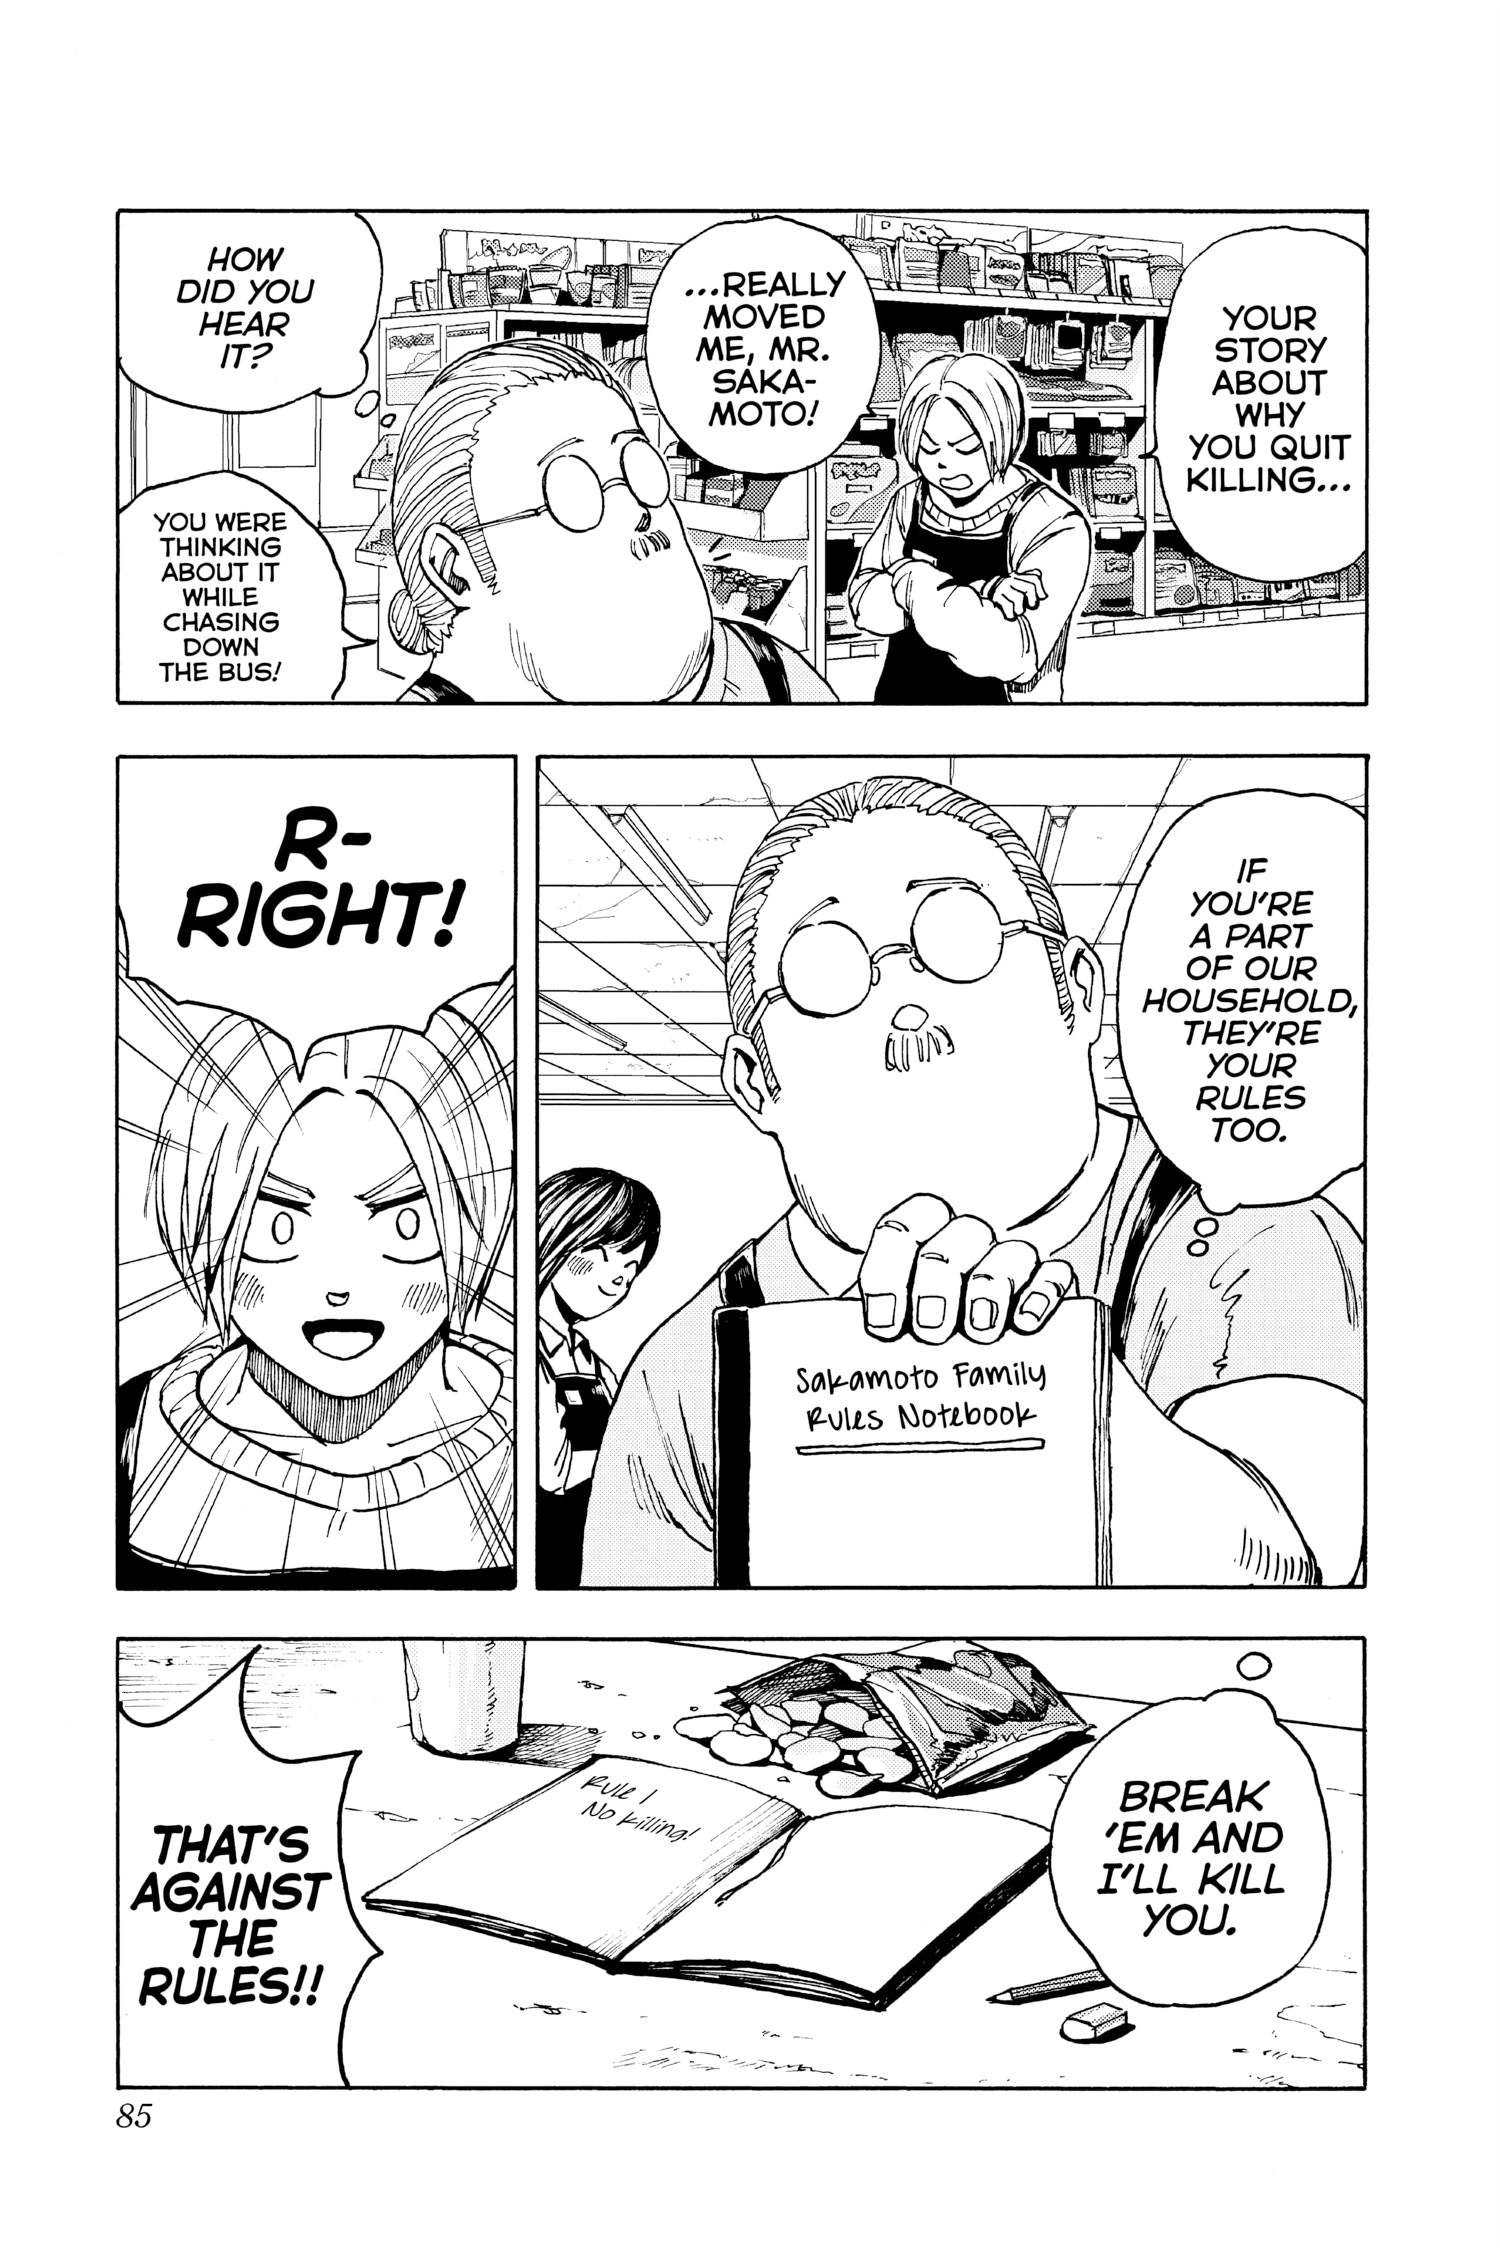 YOUR
STORY
ABOUT
WHY
YOU QUIT
KILLING...
...REALLY
MOVED
ME, MR.
SAKA-
MOTO!
HOW
DID YOU
HEAR
IT?
YOU WERE
THINKING
ABOUT IT
WHILE
CHASING
DOWN
THE BUS!
IF
YOU'RE
A PART
OF OUR
HOUSEHOLD,
THEY'RE
YOUR
RULES
TOO.
Sakamoto Family
Rules Notebook
R-
RIGHT!
BREAK
'EM AND
I'LL KILL
YOU.
Rule 1
No killing!
THAT'S
AGAINST
THE
RULES!!
85